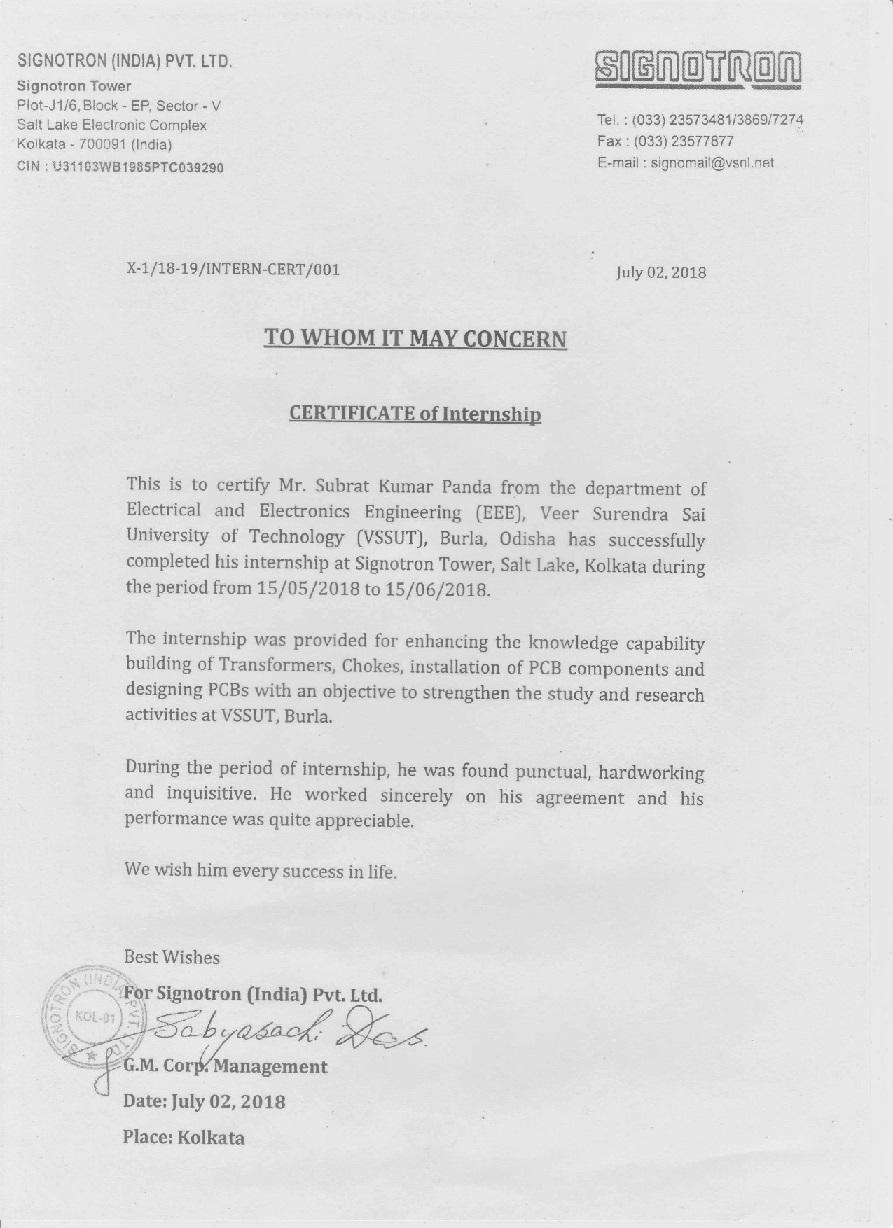 SIGNOTRON (INDIA) PVT. LTD.
Signotron Tower
Plot-J1/6, Block - EP, Sector - V
Salt Lake Electronic Complex
Kolkata - 700091 (India)
CIN : U31103WB1985PTC039290
SIGNOTRON
Tel. : (033) 23573481/3869/7274
Fax : (033) 23577877
E-mail : signomail@vsnl.net
X-1/18-19/INTERN-CERT/001
July 02, 2018
TO WHOM IT MAY CONCERN
CERTIFICATE of Internship
This is to certify Mr. Subrat Kumar Panda from the department of
Electrical and Electronics Engineering (EEE), Veer Surendra Sai
University of Technology (VSSUT), Burla, Odisha has successfully
completed his internship at Signotron Tower, Salt Lake, Kolkata during
the period from 15/05/2018 to 15/06/2018.
The internship was provided for enhancing the knowledge capability
building of Transformers, Chokes, installation of PCB components and
designing PCBs with an objective to strengthen the study and research
activities at VSSUT, Burla.
During the period of internship, he was found punctual, hardworking
and inquisitive. He worked sincerely on his agreement and his
performance was quite appreciable.
We wish him every success in life.
Best Wishes
For Signotron (India) Pvt. Ltd.
SIGNOTRON (INDIA) PVT. LTD.
KOL-91
Sabyasachi Das.
G.M. Corp. Management
Date: July 02, 2018
Place: Kolkata